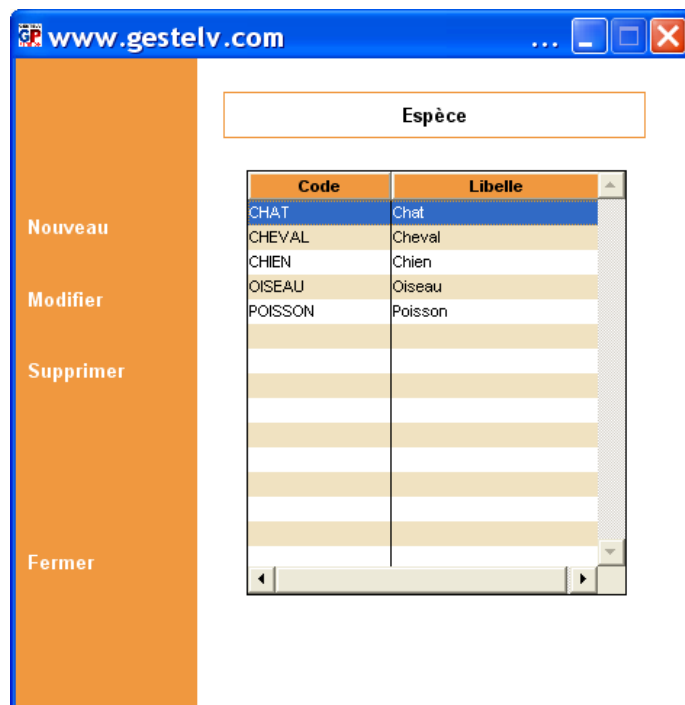 GP www.gestelv.com ...
Espèce
Code Libelle
CHAT Chat
CHEVAL Cheval
CHIEN Chien
OISEAU Oiseau
POISSON Poisson
Nouveau
Modifier
Supprimer
Fermer